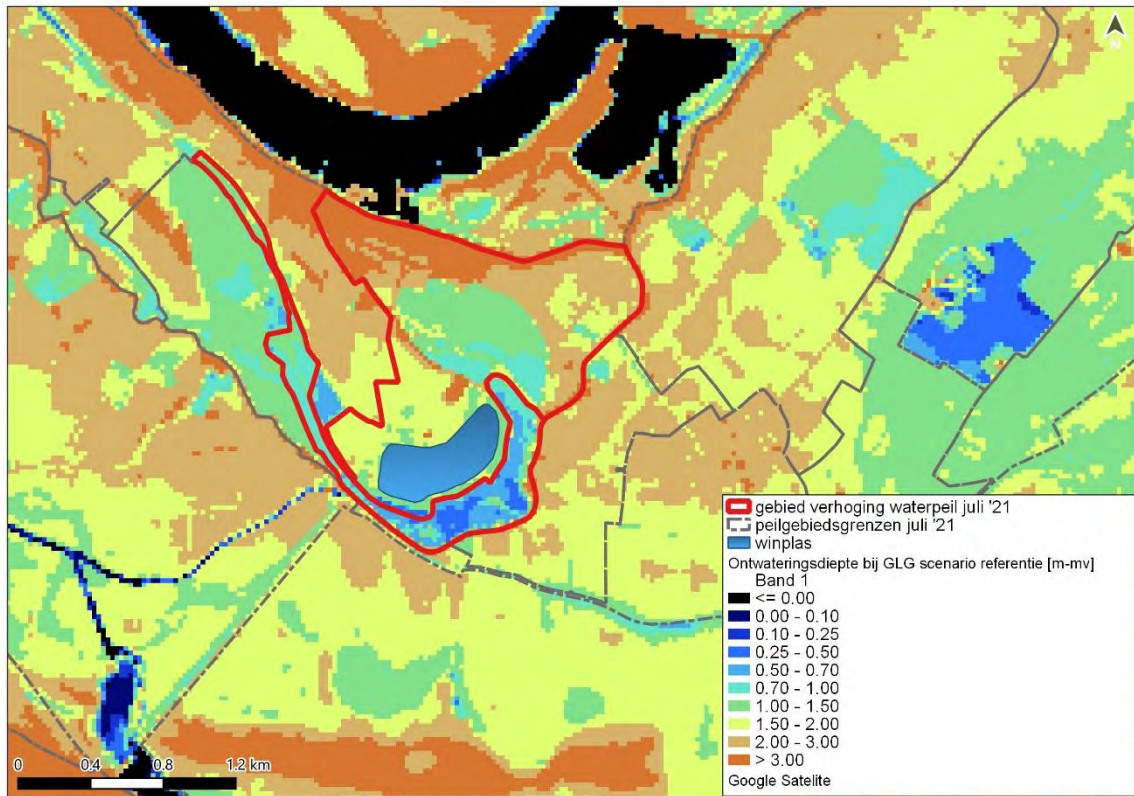 N
gebied verhoging waterpeil juli '21
peilgebiedsgrenzen juli '21
winplas
Ontwateringsdiepte bij GLG scenario referentie [m-mv]
Band 1
<= 0.00
0.00 - 0.10
0.10 - 0.25
0.25 - 0.50
0.50 - 0.70
0.70 - 1.00
1.00 - 1.50
1.50 - 2.00
2.00 - 3.00
> 3.00
Google Satelite
0 0.4 0.8 1.2 km